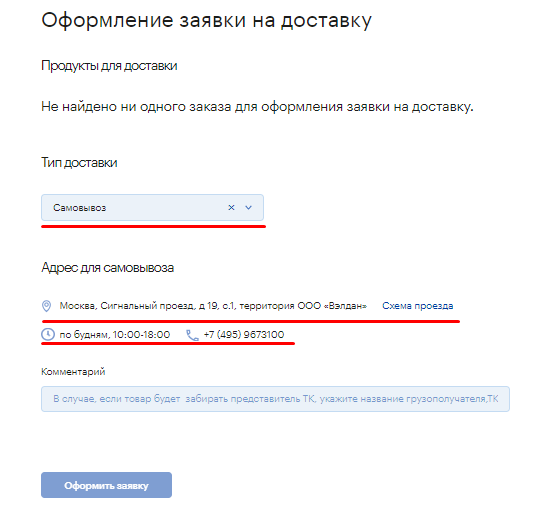 Оформление заявки на доставку
Продукты для доставки
Не найдено ни одного заказа для оформления заявки на доставку.
Тип доставки
Самовывоз
Адрес для самовывоза
Москва, Сигнальный проезд, д 19, с.1, территория ООО «Вэлдан» Схема проезда
по будням, 10:00-18:00 +7 (495) 9673100
Комментарий
В случае, если товар будет забирать представитель ТК, укажите название грузополучателя,ТК
Оформить заявку